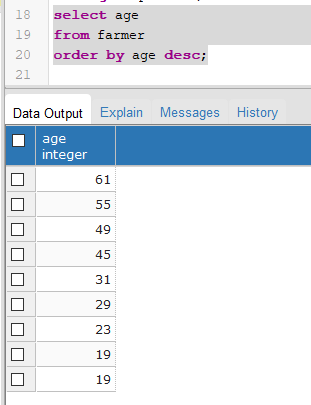 18 select age
19 from farmer
20 order by age desc;
21
Data Output Explain Messages History
age
integer
61
55
49
45
31
29
23
19
19